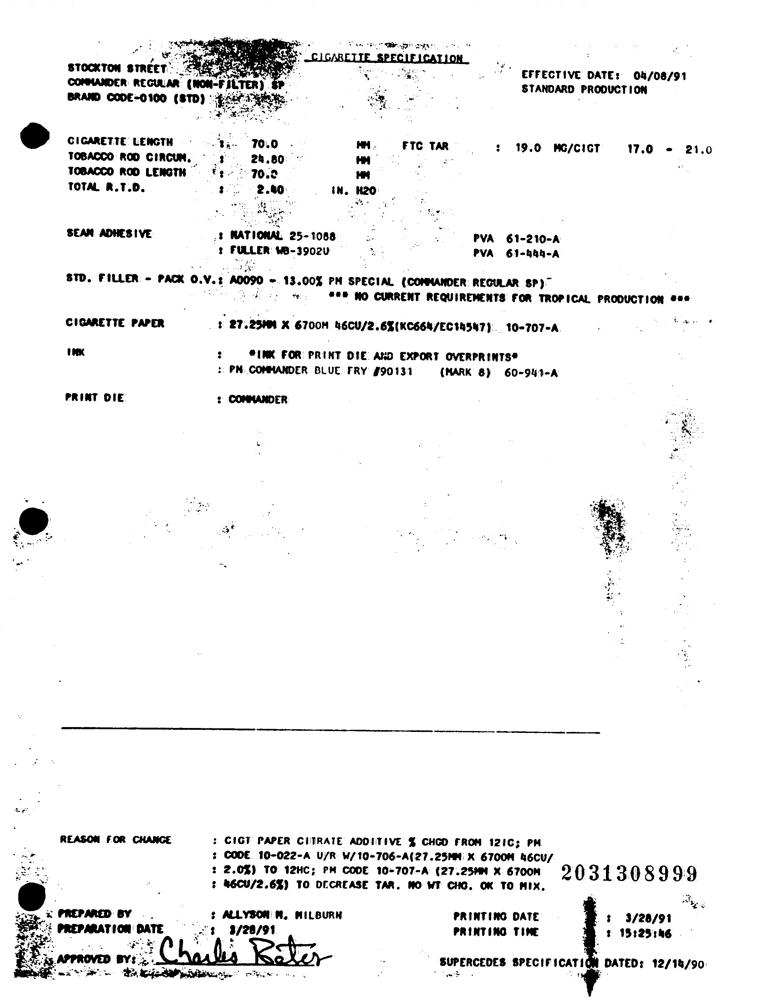 CIGARETTE SPECIFICATION
STOCKTON STREET
COMMANDER REGULAR (NON-FILTER) SP
BRAND CODE-0100 (STD)
EFFECTIVE DATE: 04/08/91
STANDARD PRODUCTION
CIGARETTE LENGTH : 70.0 MM FTC TAR : 19.0 MG/CIGT 17.0 - 21.0
TOBACCO ROD CIRCUM. : 24.80 MM
TOBACCO ROD LENGTH : 70.0 MM
TOTAL R.T.D. : 2.40 IN. H2O
SEAM ADHESIVE : NATIONAL 25-1088 PVA 61-210-A
: FULLER WB-3902U PVA 61-444-A
STD. FILLER - PACK O.V.: A0090 - 13.00% PM SPECIAL (COMMANDER REGULAR SP)
*** NO CURRENT REQUIREMENTS FOR TROPICAL PRODUCTION ***
CIGARETTE PAPER : 27.25MM X 6700M 46CU/2.6%(KC664/EC14547) 10-707-A
INK : *INK FOR PRINT DIE AND EXPORT OVERPRINTS*
: PM COMMANDER BLUE FRY #90131 (MARK 8) 60-941-A
PRINT DIE : COMMANDER
REASON FOR CHANGE : CIGT PAPER CITRATE ADDITIVE % CHGD FROM 12IC; PM
: CODE 10-022-A U/R W/10-706-A(27.25MM X 6700M 46CU/
: 2.0%) TO 12HC; PM CODE 10-707-A (27.25MM X 6700M
: 46CU/2.6%) TO DECREASE TAR. NO WT CHG. OK TO MIX.
2031308999
PREPARED BY : ALLYSON M. MILBURN PRINTING DATE : 3/28/91
PREPARATION DATE : 3/28/91 PRINTING TIME : 15:25:46
APPROVED BY: Charles Bates
SUPERCEDES SPECIFICATION DATED: 12/14/90